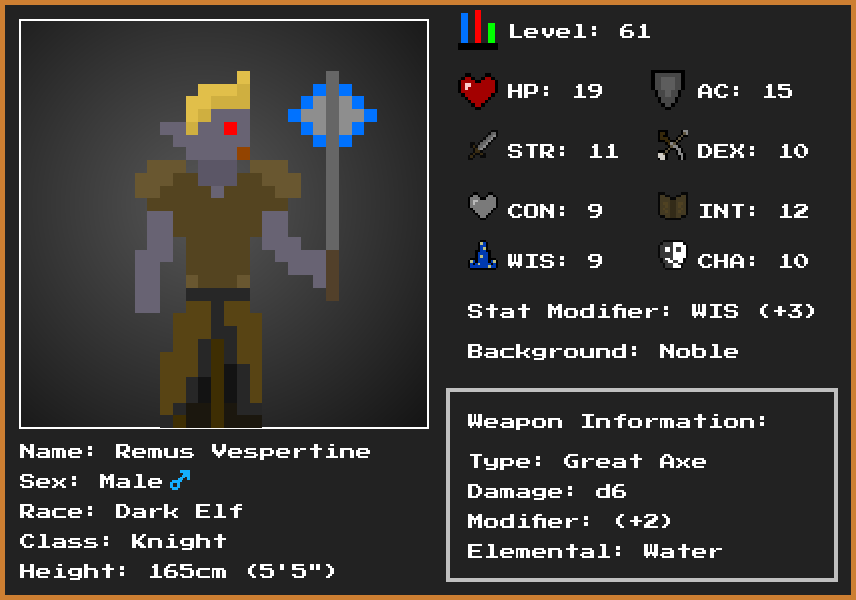 Level: 61
HP: 19
AC: 15
STR: 11
DEX: 10
CON: 9
INT: 12
WIS: 9
CHA: 10
Stat Modifier: WIS (+3)
Background: Noble
Weapon Information:
Type: Great Axe
Damage: d6
Modifier: (+2)
Elemental: Water
Name: Remus Vespertine
Sex: Male♂
Race: Dark Elf
Class: Knight
Height: 165cm (5'5")